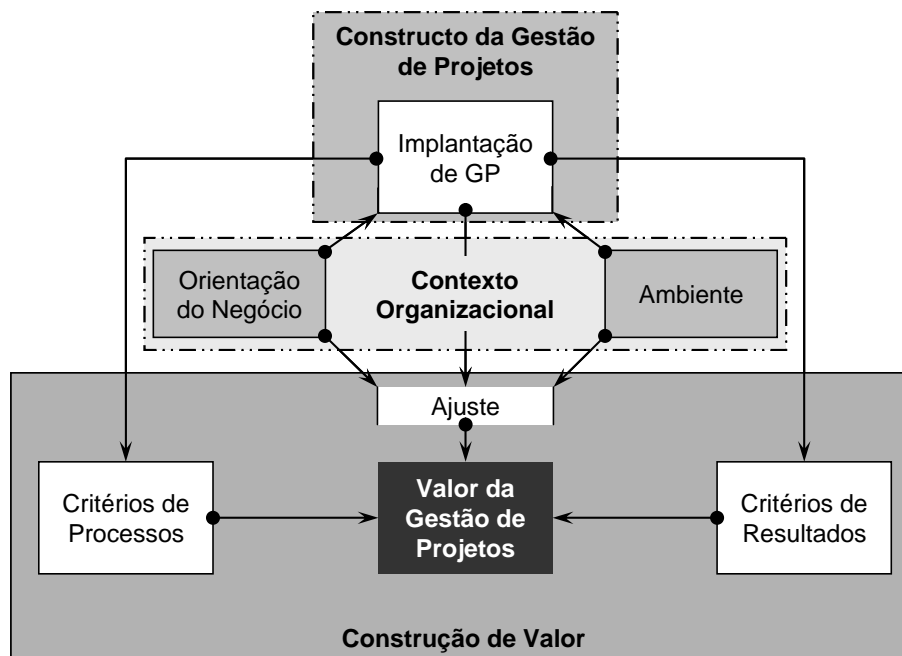 Constructo da Gestão
de Projetos
Implantação
de GP
Orientação
do Negócio
Contexto
Organizacional
Ambiente
Ajuste
Critérios de
Processos
Valor da
Gestão de
Projetos
Critérios de
Resultados
Construção de Valor